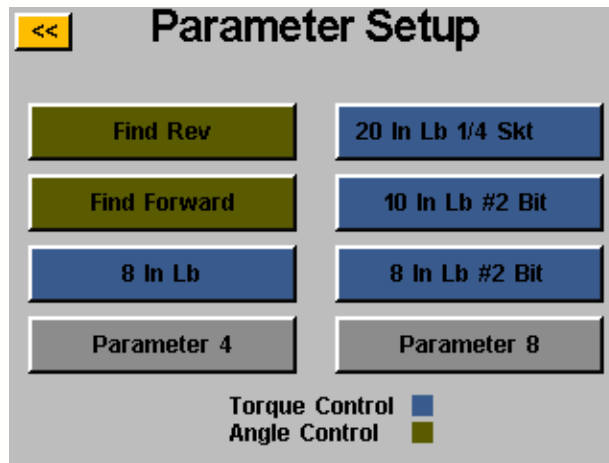 << Parameter Setup
Find Rev
20 In Lb 1/4 Skt
Find Forward
10 In Lb #2 Bit
8 In Lb
8 In Lb #2 Bit
Parameter 4
Parameter 8
Torque Control
Angle Control